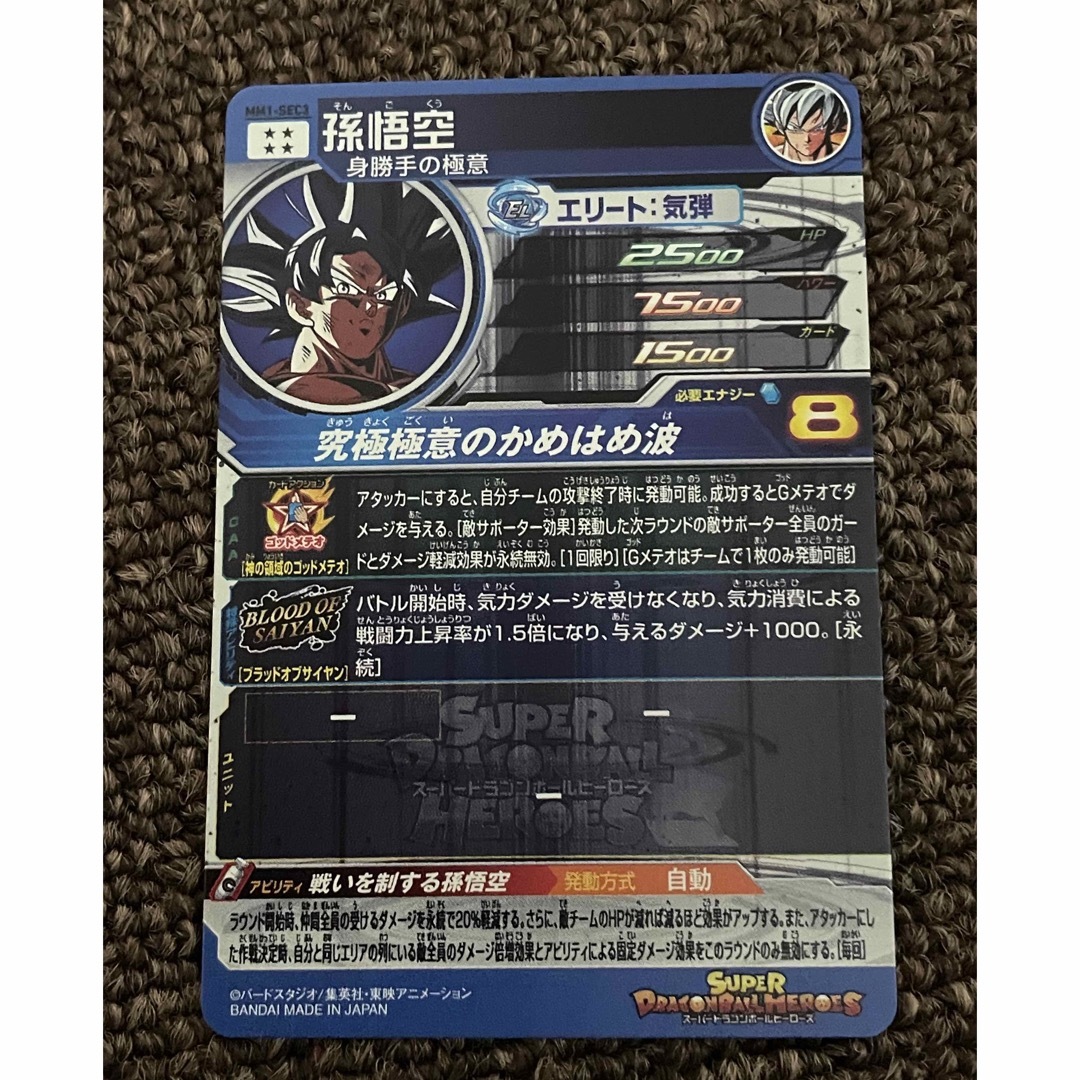 MM1-SEC3
孫悟空
そん ご くう
身勝手の極意
EL エリート：気弾
HP
2500
パワー
7500
ガード
1500
必要エナジー 8
究極極意のかめはめ波
きゅう きょく ごく い は
CAA
カードアクション
ゴッドメテオ
[神の領域のゴッドメテオ]
アタッカーにすると、自分チームの攻撃終了時に発動可能。成功するとGメテオでダ
メージを与える。[敵サポーター効果]発動した次ラウンドの敵サポーター全員のガー
ドとダメージ軽減効果が永続無効。[1回限り][Gメテオはチームで1枚のみ発動可能]
BLOOD OF
SAIYAN
[ブラッドオブサイヤン]
バトル開始時、気力ダメージを受けなくなり、気力消費による
戦闘力上昇率が1.5倍になり、与えるダメージ+1000。[永
続]
ユニット
ー
ー
ー
SUPER
DRAGONBALL
スーパードラゴンボールヒーローズ
HEROES
アビリティ 戦いを制する孫悟空 発動方式 自動
ラウンド開始時、仲間全員の受けるダメージを永続で20%軽減する。さらに、敵チームのHPが減れば減るほど効果がアップする。また、アタッカーにし
た作戦決定時、自分と同じエリアの列にいる敵全員のダメージ倍増効果とアビリティによる固定ダメージ効果をこのラウンドのみ無効にする。[毎回]
©バードスタジオ/集英社・東映アニメーション
BANDAI MADE IN JAPAN
SUPER
DRAGONBALL HEROES
スーパードラゴンボールヒーローズ